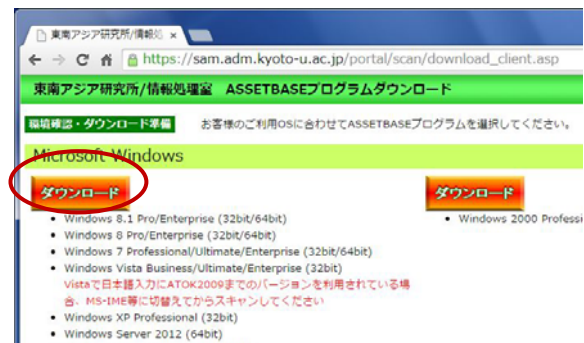 東南アジア研究所/情報処
https://sam.adm.kyoto-u.ac.jp/portal/scan/download_client.asp
東南アジア研究所/情報処理室 ASSETBASEプログラムダウンロード
環境確認・ダウンロード準備 お客様のご利用OSに合わせてASSETBASEプログラムを選択してください。
Microsoft Windows
ダウンロード
• Windows 8.1 Pro/Enterprise (32bit/64bit)
• Windows 8 Pro/Enterprise (32bit/64bit)
• Windows 7 Professional/Ultimate/Enterprise (32bit/64bit)
• Windows Vista Business/Ultimate/Enterprise (32bit)
Vistaで日本語入力にATOK2009までのバージョンを利用されている場
合、MS-IME等に切替えてからスキャンしてください
• Windows XP Professional (32bit)
• Windows Server 2012 (64bit)
ダウンロード
• Windows 2000 Professi